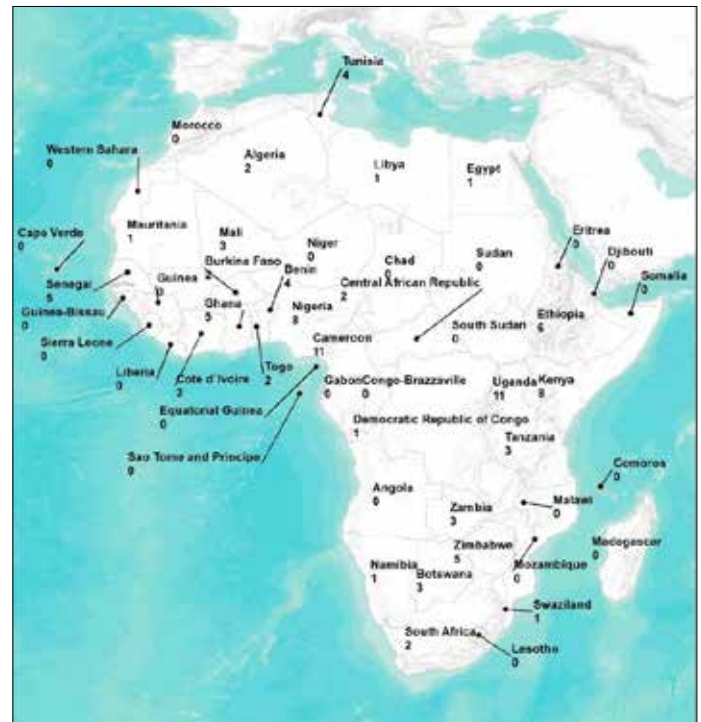 Tunisia
4
Morocco
0
Western Sahara
0
Algeria
2
Libya
1
Egypt
1
Mauritania
1
Mali
3
Niger
0
Chad
0
Sudan
0
Eritrea
0
Djibouti
0
Somalia
0
Cape Verde
0
Senegal
5
Guinea
0
Burkina Faso
2
Benin
4
Central African Republic
2
Guinea-Bissau
0
Ghana
5
Nigeria
8
South Sudan
0
Ethiopia
6
Sierra Leone
0
Cameroon
11
Liberia
0
Cote d'Ivoire
Togo
2
Gabon
0
Congo-Brazzaville
0
Uganda
11
Kenya
8
Equatorial Guinea
0
Democratic Republic of Congo
1
Tanzania
3
Sao Tome and Principe
0
Comoros
0
Angola
0
Malawi
0
Zambia
3
Zimbabwe
5
Mozambique
0
Madagascar
0
Namibia
1
Botswana
3
Swaziland
1
South Africa
2
Lesotho
0